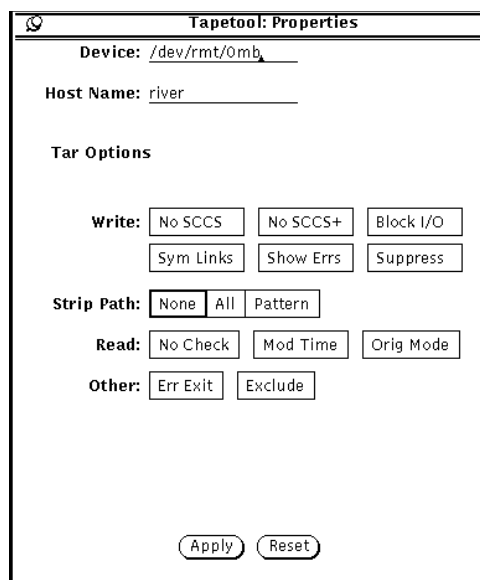 Tapetool: Properties
Device: /dev/rmt/0mb
Host Name: river
Tar Options
Write: No SCCS No SCCS+ Block I/O
Sym Links Show Errs Suppress
Strip Path: None All Pattern
Read: No Check Mod Time Orig Mode
Other: Err Exit Exclude
Apply Reset